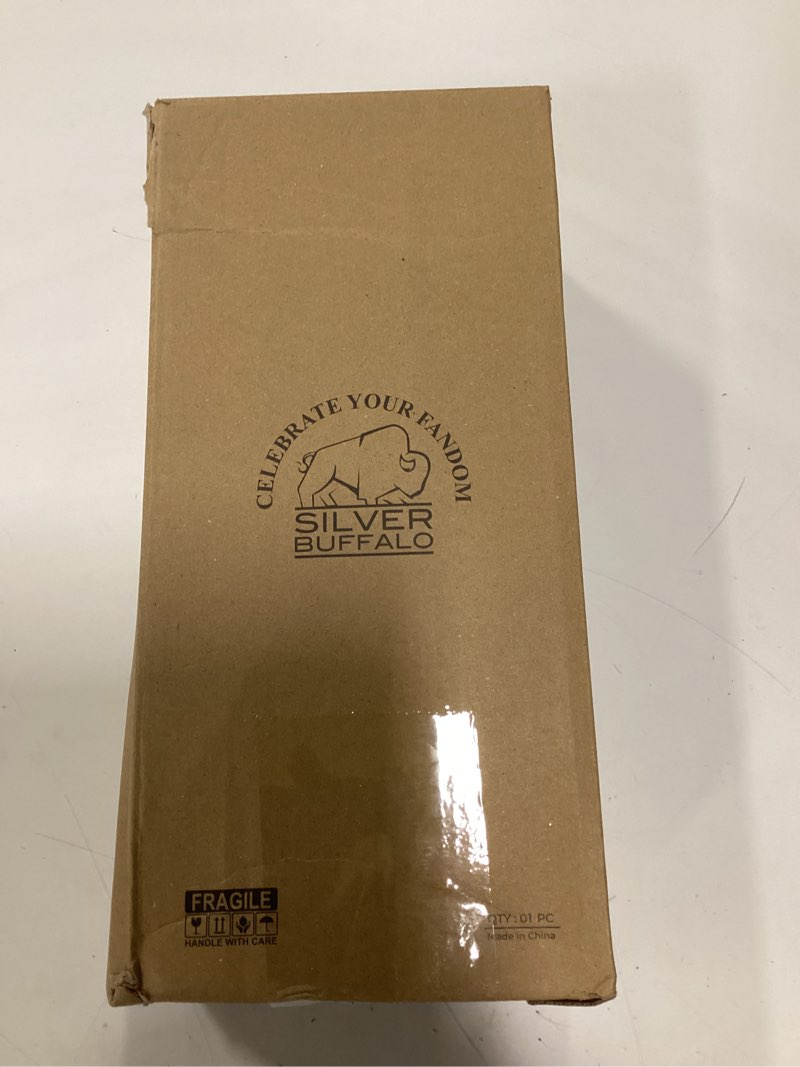 CELEBRATE YOUR FANDOM
SILVER
BUFFALO
FRAGILE
HANDLE WITH CARE
QTY : 01 PC
Made in China